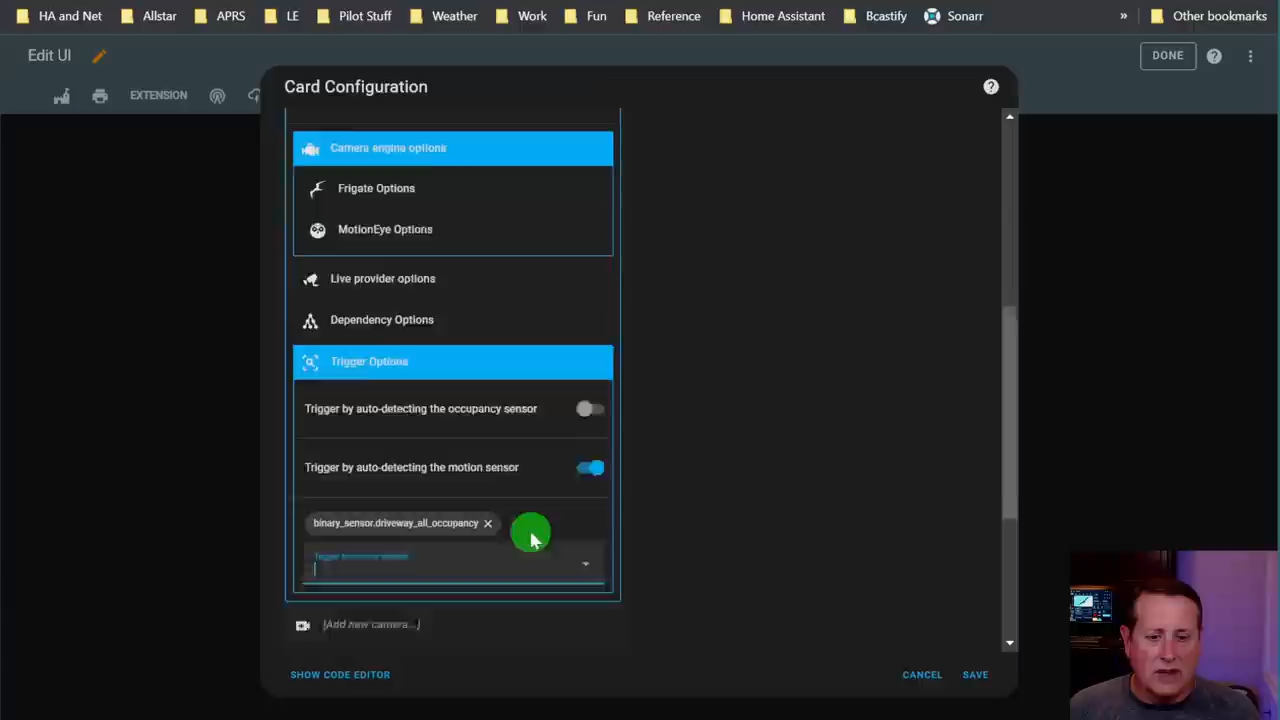 HA and Net Allstar APRS LE Pilot Stuff Weather Work Fun Reference Home Assistant Bcastify Sonarr » Other bookmarks
Edit UI DONE
EXTENSION
Card Configuration
Camera engine options
Frigate Options
MotionEye Options
Live provider options
Dependency Options
Trigger Options
Trigger by auto-detecting the occupancy sensor
Trigger by auto-detecting the motion sensor
binary_sensor.driveway_all_occupancy
[Add new camera...]
SHOW CODE EDITOR CANCEL SAVE